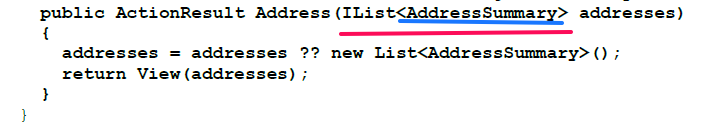 public ActionResult Address(IList<AddressSummary> addresses)
{
addresses = addresses ?? new List<AddressSummary>();
return View(addresses);
}
}